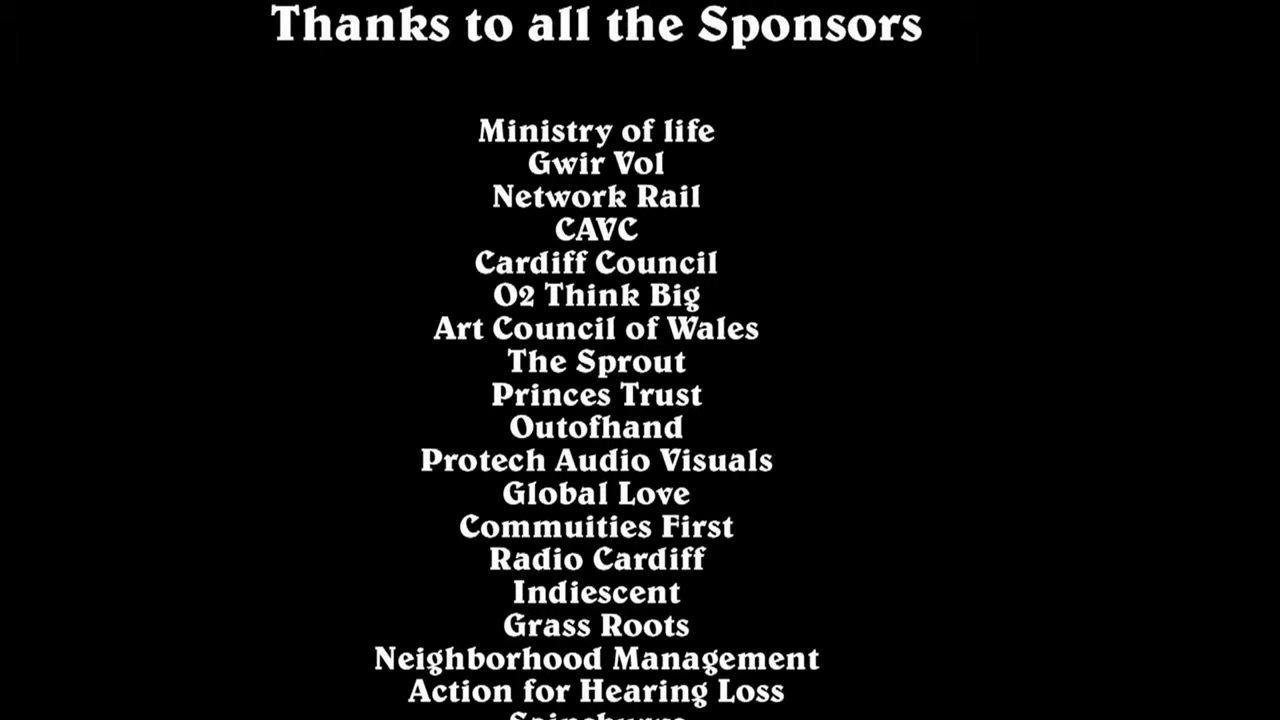 Thanks to all the Sponsors
Ministry of life
Gwir Vol
Network Rail
CAVC
Cardiff Council
O2 Think Big
Art Council of Wales
The Sprout
Princes Trust
Outofhand
Protech Audio Visuals
Global Love
Commuities First
Radio Cardiff
Indiescent
Grass Roots
Neighborhood Management
Action for Hearing Loss